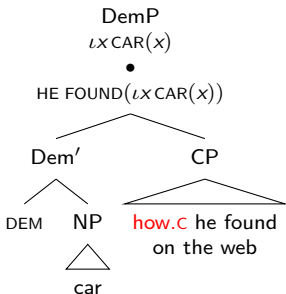 DemP
ιx CAR(x)
•
HE FOUND(ιx CAR(x))
Dem′ CP
DEM NP how.C he found
on the web
car